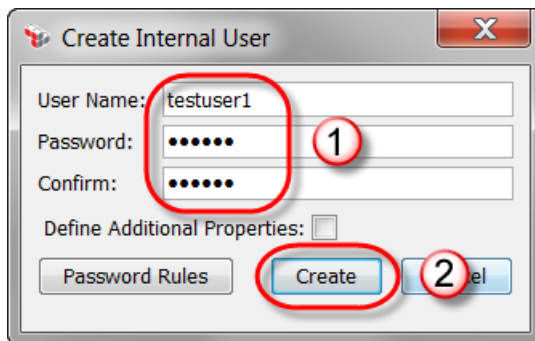 Create Internal User
User Name: testuser1
Password: ••••••
1
Confirm: ••••••
Define Additional Properties:
Password Rules Create 2